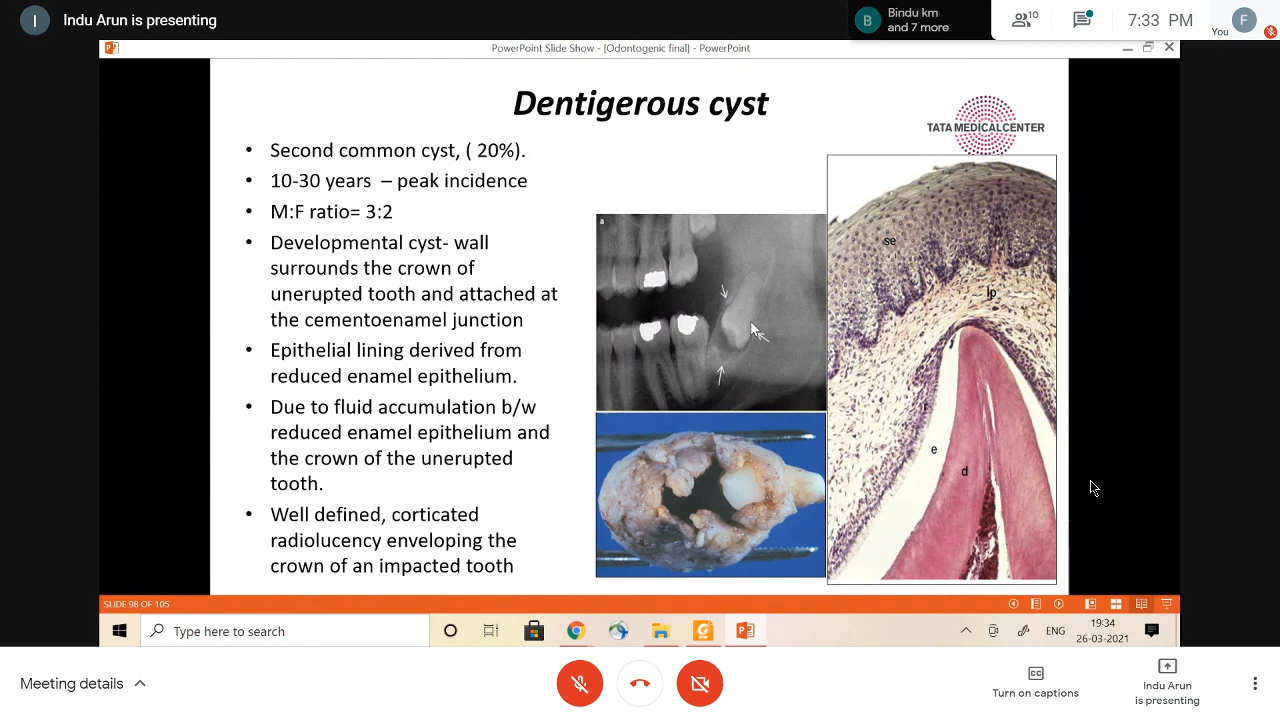 I
Indu Arun is presenting
B
Bindu km
and 7 more
10
7:33 PM
You
F
PowerPoint Slide Show - [Odontogenic final] - PowerPoint
Dentigerous cyst
TATA MEDICAL CENTER
• Second common cyst, ( 20%).
• 10-30 years – peak incidence
• M:F ratio= 3:2
• Developmental cyst- wall
surrounds the crown of
unerupted tooth and attached at
the cementoenamel junction
• Epithelial lining derived from
reduced enamel epithelium.
• Due to fluid accumulation b/w
reduced enamel epithelium and
the crown of the unerupted
tooth.
• Well defined, corticated
radiolucency enveloping the
crown of an impacted tooth
a
se
lp
e
d
SLIDE 98 OF 105
Type here to search
ENG
19:34
26-03-2021
Meeting details
CC
Turn on captions
Indu Arun
is presenting